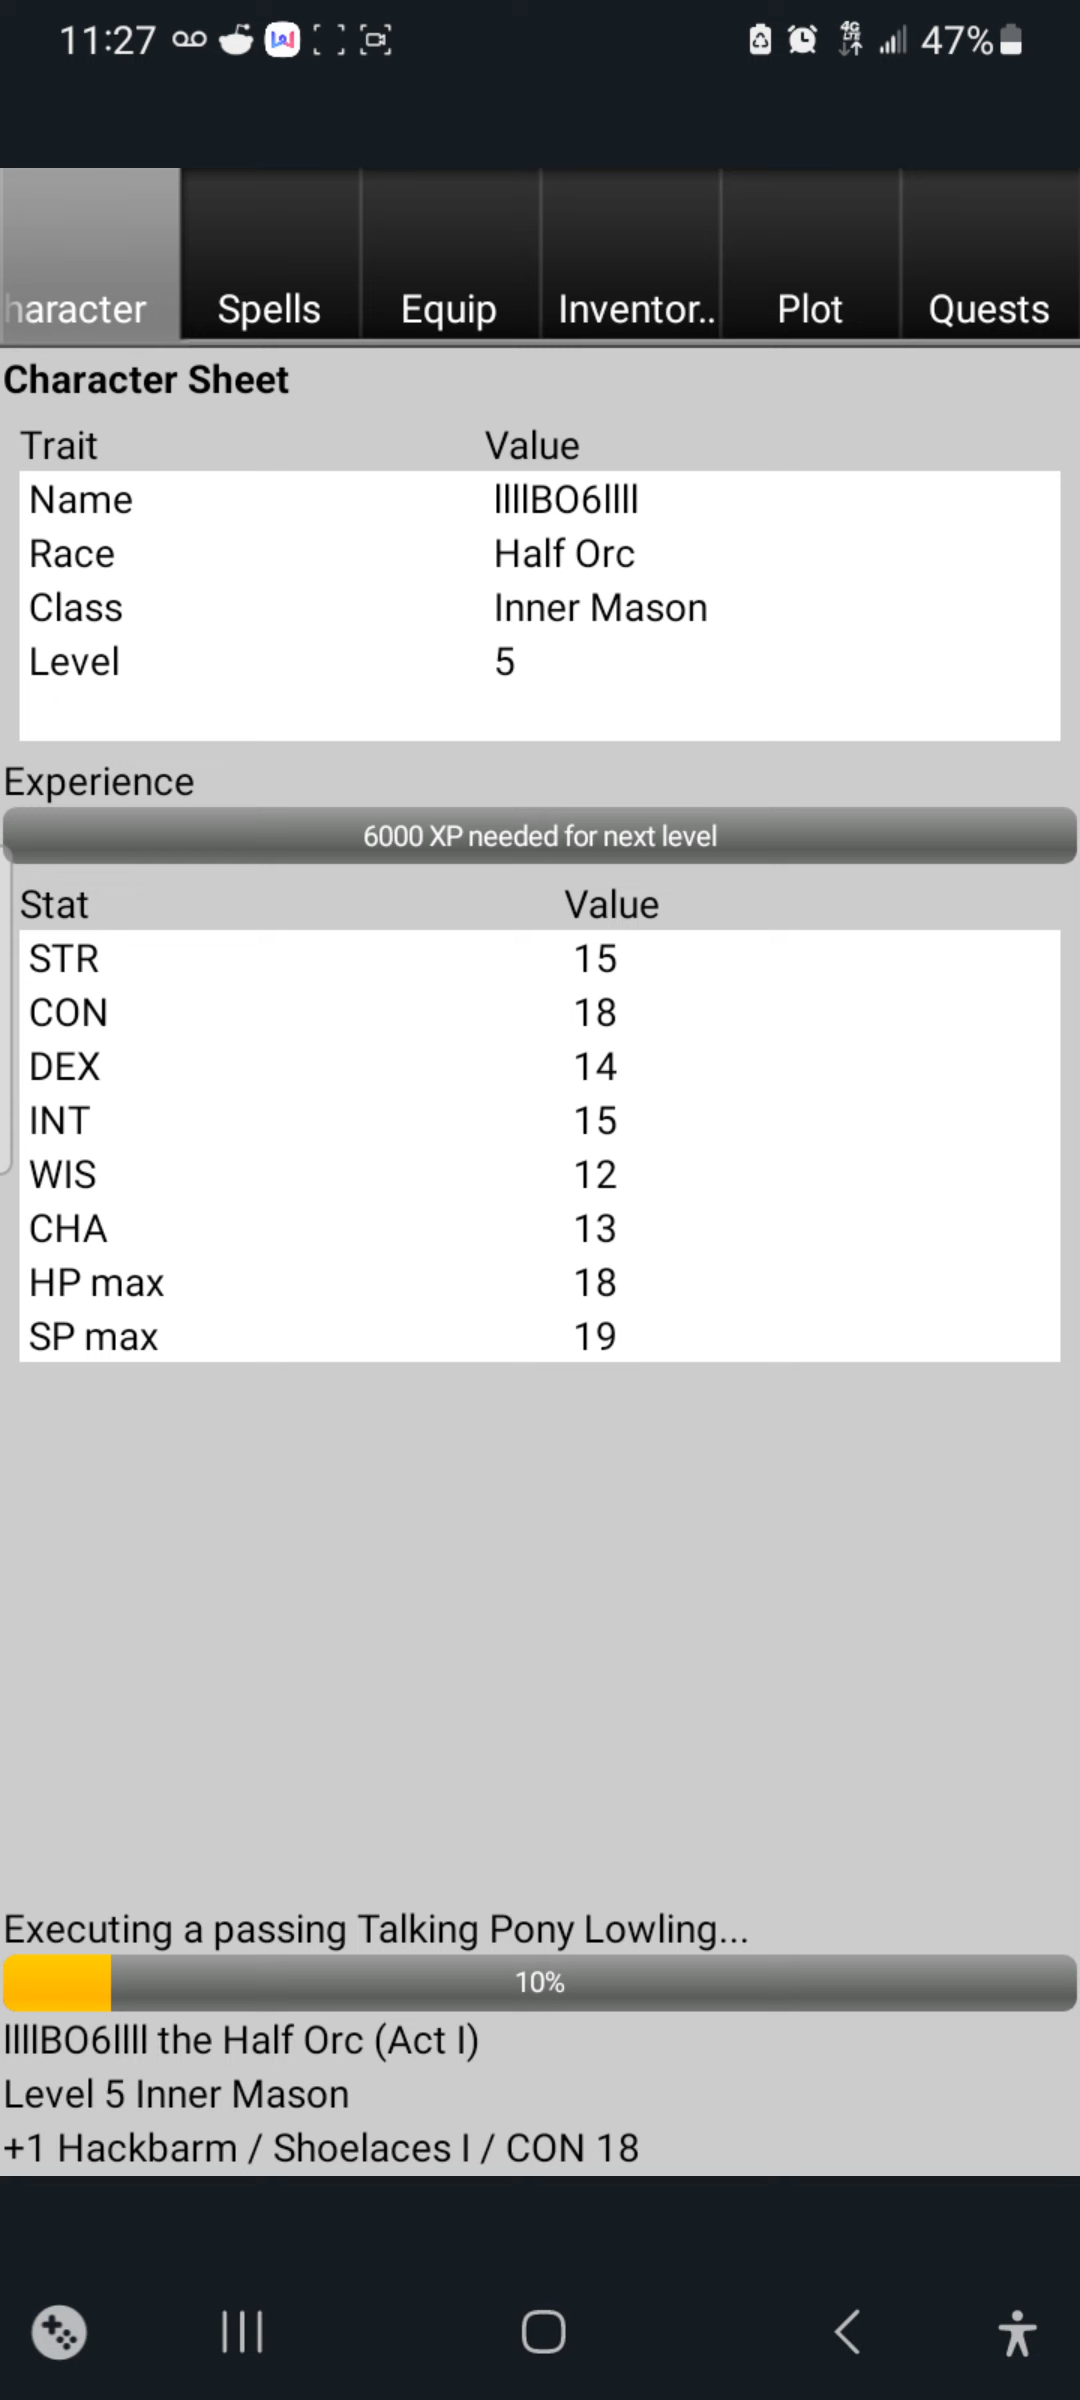 11:27 47%
haracter Spells Equip Inventor.. Plot Quests
Character Sheet
Trait Value
Name llllBO6llll
Race Half Orc
Class Inner Mason
Level 5
Experience
6000 XP needed for next level
Stat Value
STR 15
CON 18
DEX 14
INT 15
WIS 12
CHA 13
HP max 18
SP max 19
Executing a passing Talking Pony Lowling...
10%
llllBO6llll the Half Orc (Act I)
Level 5 Inner Mason
+1 Hackbarm / Shoelaces I / CON 18